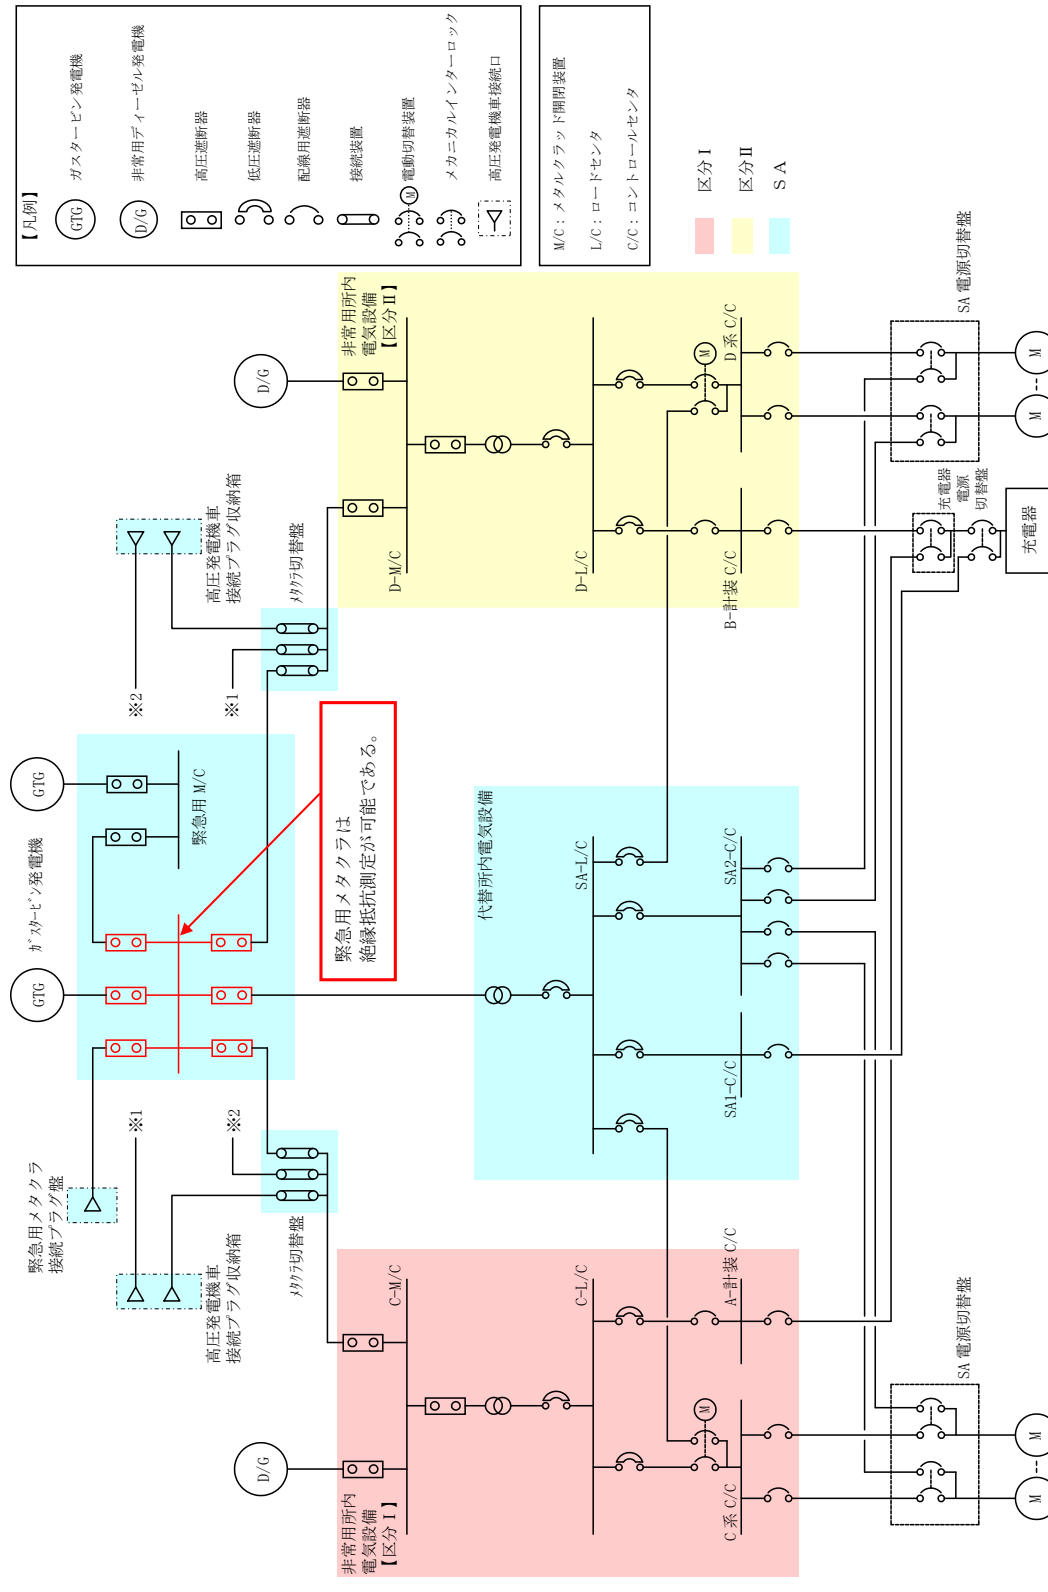 【凡例】
GTG
ガスタービン発電機
D/G
非常用ディーゼル発電機
高圧遮断器
低圧遮断器
配線用遮断器
接続装置
M
電動切替装置
メカニカルインターロック
高圧発電機車接続口
M/C：メタルクラッド開閉装置
L/C：ロードセンタ
C/C：コントロールセンタ
区分Ⅰ
区分Ⅱ
ＳＡ
緊急用メタクラ
接続プラグ盤
GTG
ガスタービン発電機
GTG
緊急用 M/C
※1
※2
高圧発電機車
接続プラグ収納箱
メタクラ切替盤
※2
※1
高圧発電機車
接続プラグ収納箱
メタクラ切替盤
緊急用メタクラは
絶縁抵抗測定が可能である。
D/G
非常用所内
電気設備
【区分Ⅰ】
C-M/C
C-L/C
M
C 系 C/C
A-計装 C/C
代替所内電気設備
SA-L/C
SA1-C/C
SA2-C/C
D/G
非常用所内
電気設備
【区分Ⅱ】
D-M/C
D-L/C
M
B-計装 C/C
D 系 C/C
SA 電源切替盤
M
M
充電器
電源
切替盤
充電器
SA 電源切替盤
M
M